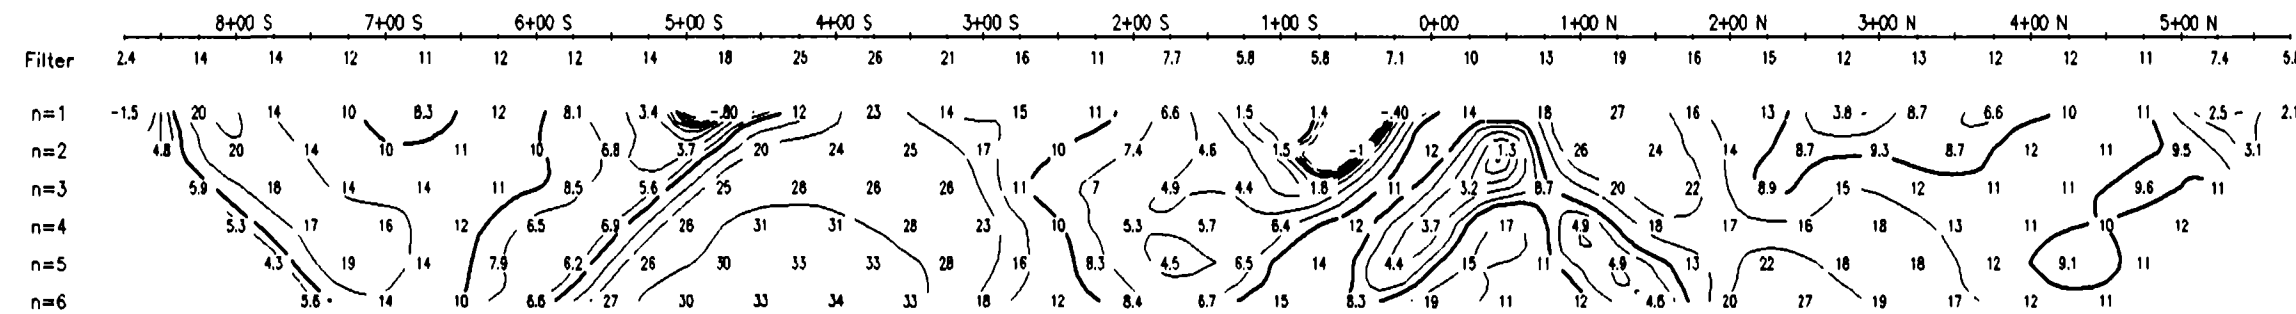 8+00 S 7+00 S 6+00 S 5+00 S 4+00 S 3+00 S 2+00 S 1+00 S 0+00 1+00 N 2+00 N 3+00 N 4+00 N 5+00 N
Filter 2.4 14 14 12 11 12 12 14 18 25 26 21 16 11 7.7 5.8 5.8 7.1 10 13 19 16 15 12 13 12 12 11 7.4
n=1 -1.5 20 14 10 8.3 12 8.1 3.4 -.80 12 23 14 15 11 6.6 1.5 1.4 -.40 14 18 27 16 13 3.8 8.7 6.6 10 11 2.5 2.1
n=2 4.8 20 14 10 11 10 6.8 3.7 20 24 25 17 10 7.4 4.6 1.5 -1 12 1.3 26 24 14 8.7 9.3 8.7 12 11 9.5 3.1
n=3 5.9 18 14 14 11 8.5 5.6 25 28 26 28 11 7 4.9 4.4 1.8 11 3.2 8.7 20 22 8.9 15 12 11 11 9.6 11
n=4 5.3 17 16 12 6.5 6.9 26 31 31 28 23 10 5.3 5.7 6.4 12 3.7 17 4.9 18 17 16 18 13 11 10 12
n=5 4.3 19 14 7.9 6.2 26 30 33 33 28 16 8.3 4.5 6.5 14 4.4 15 11 4.9 13 22 18 18 12 9.1 11
n=6 5.6 14 10 6.6 27 30 33 34 33 18 12 8.4 6.7 15 8.3 19 11 12 4.6 20 27 19 17 12 11